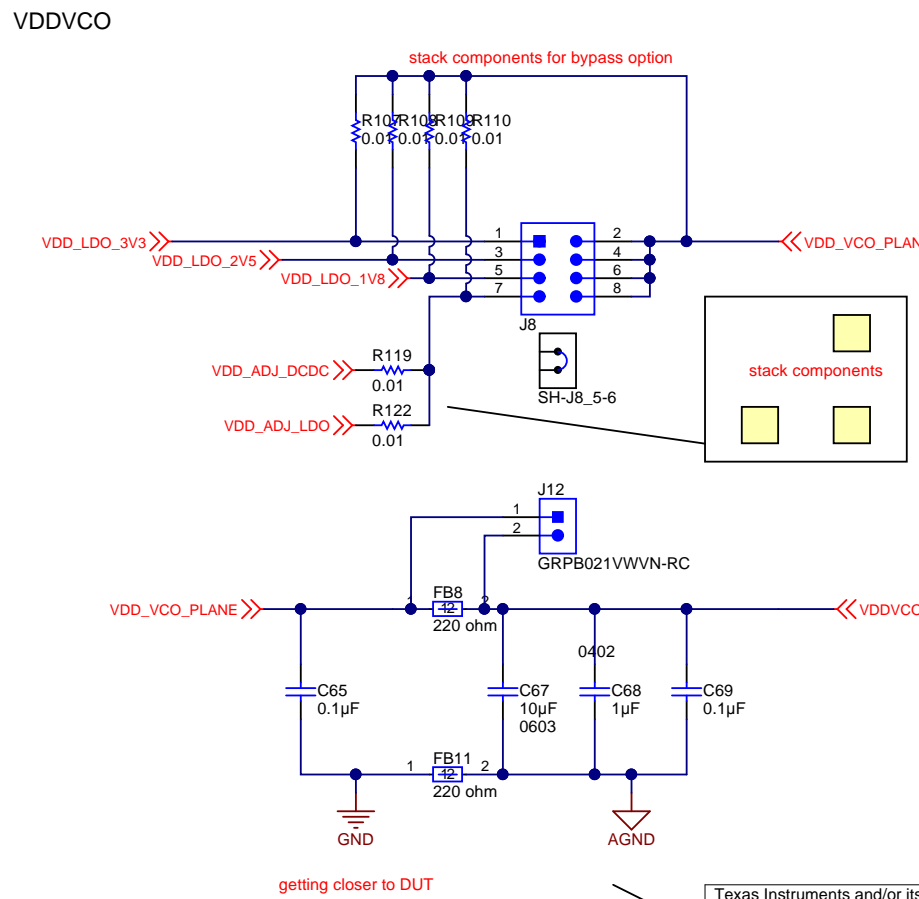 VDDVCO
stack components for bypass option
R107 R108 R109 R110
0.01 0.01 0.01 0.01
VDD_LDO_3V3
1 2
VDD_VCO_PLAN
VDD_LDO_2V5
3 4
VDD_LDO_1V8
5 6
7 8
J8
VDD_ADJ_DCDC
R119
0.01
SH-J8_5-6
stack components
VDD_ADJ_LDO
R122
0.01
J12
1
2
GRPB021VWVN-RC
VDD_VCO_PLANE
1 FB8 2
12
220 ohm
VDDVCO
0402
C65
0.1µF
C67
10µF
0603
C68
1µF
C69
0.1µF
FB11
1 12 2
220 ohm
GND
AGND
getting closer to DUT
Texas Instruments and/or its